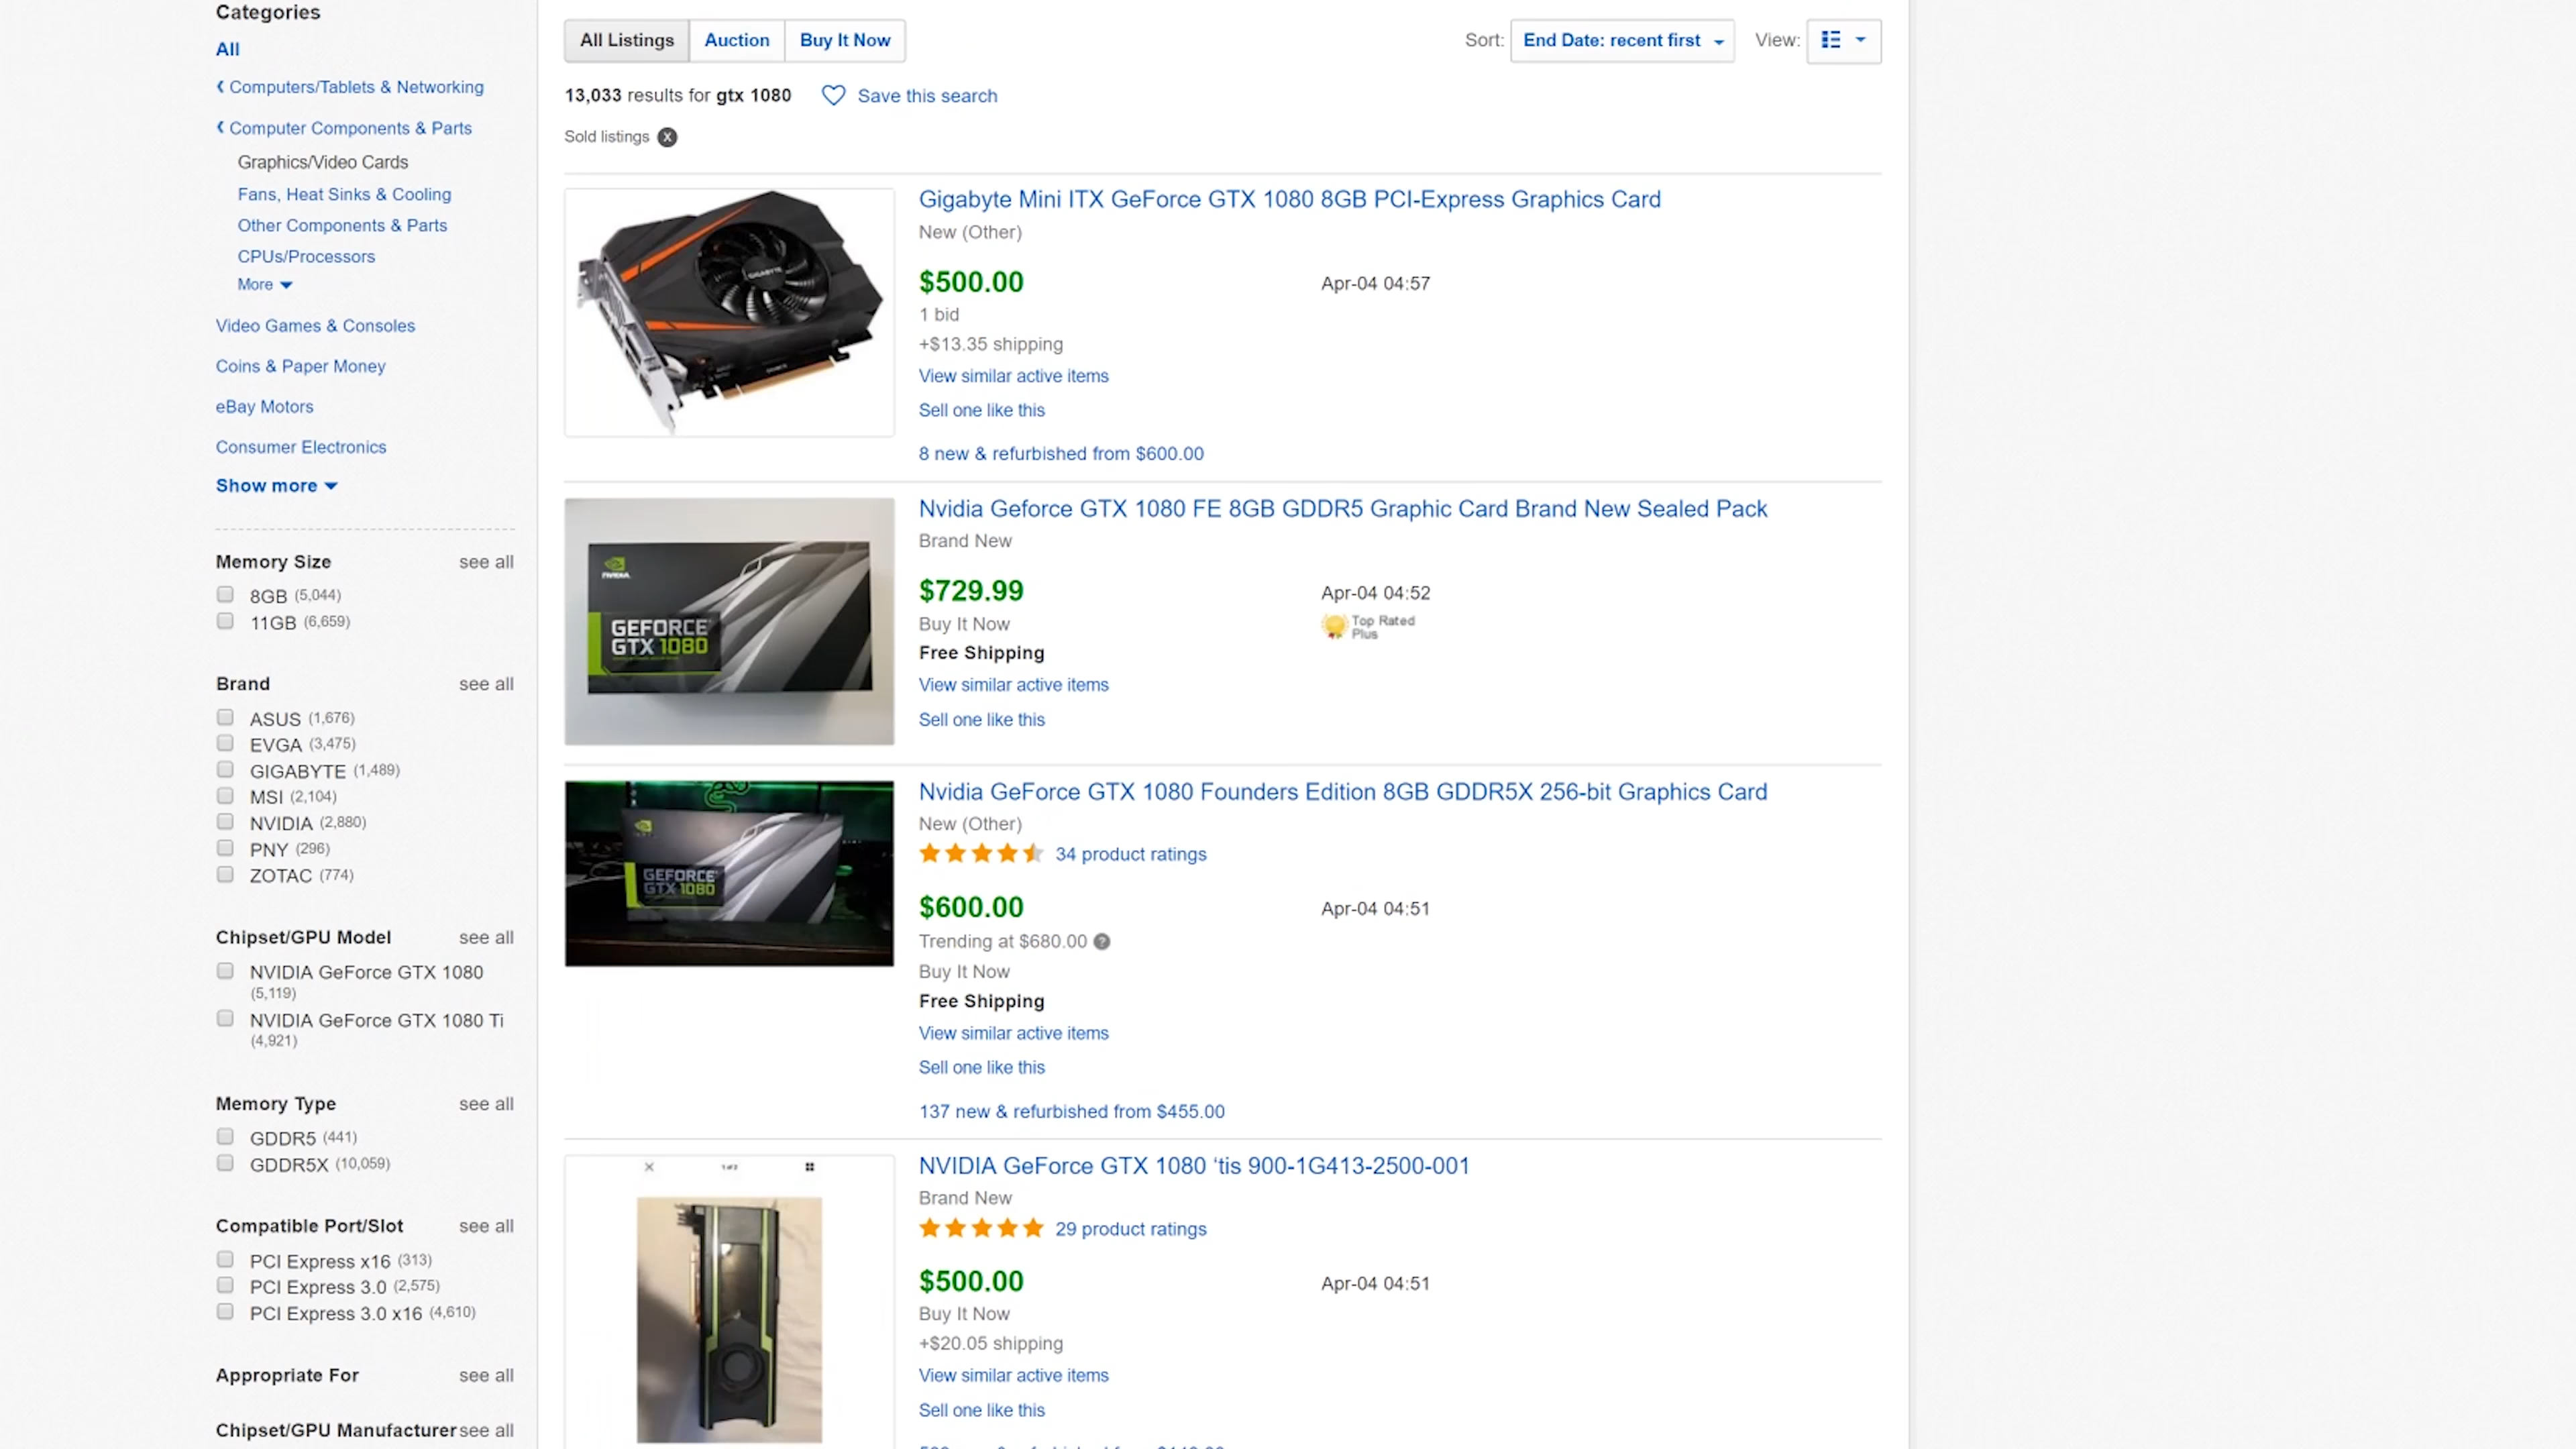 Categories
All
Computers/Tablets & Networking
Computer Components & Parts
Graphics/Video Cards
Fans, Heat Sinks & Cooling
Other Components & Parts
CPUs/Processors
More
Video Games & Consoles
Coins & Paper Money
eBay Motors
Consumer Electronics
Show more
Memory Size see all
8GB (5,044)
11GB (6,659)
Brand see all
ASUS (1,676)
EVGA (3,475)
GIGABYTE (1,489)
MSI (2,104)
NVIDIA (2,880)
PNY (296)
ZOTAC (774)
Chipset/GPU Model see all
NVIDIA GeForce GTX 1080
(5,119)
NVIDIA GeForce GTX 1080 Ti
(4,921)
Memory Type see all
GDDR5 (441)
GDDR5X (10,059)
Compatible Port/Slot see all
PCI Express x16 (313)
PCI Express 3.0 (2,575)
PCI Express 3.0 x16 (4,610)
Appropriate For see all
Chipset/GPU Manufacturer see all
All Listings Auction Buy It Now
Sort: End Date: recent first View:
13,033 results for gtx 1080 Save this search
Sold listings X
GIGABYTE
Gigabyte Mini ITX GeForce GTX 1080 8GB PCI-Express Graphics Card
New (Other)
$500.00 Apr-04 04:57
1 bid
+$13.35 shipping
View similar active items
Sell one like this
8 new & refurbished from $600.00
NVIDIA.
GEFORCE
GTX 1080
Nvidia Geforce GTX 1080 FE 8GB GDDR5 Graphic Card Brand New Sealed Pack
Brand New
$729.99 Apr-04 04:52
Buy It Now Top Rated
Plus
Free Shipping
View similar active items
Sell one like this
GEFORCE
GTX 1080
Nvidia GeForce GTX 1080 Founders Edition 8GB GDDR5X 256-bit Graphics Card
New (Other)
34 product ratings
$600.00 Apr-04 04:51
Trending at $680.00 ?
Buy It Now
Free Shipping
View similar active items
Sell one like this
137 new & refurbished from $455.00
1 of 2
NVIDIA GeForce GTX 1080 ‘tis 900-1G413-2500-001
Brand New
29 product ratings
$500.00 Apr-04 04:51
Buy It Now
+$20.05 shipping
View similar active items
Sell one like this